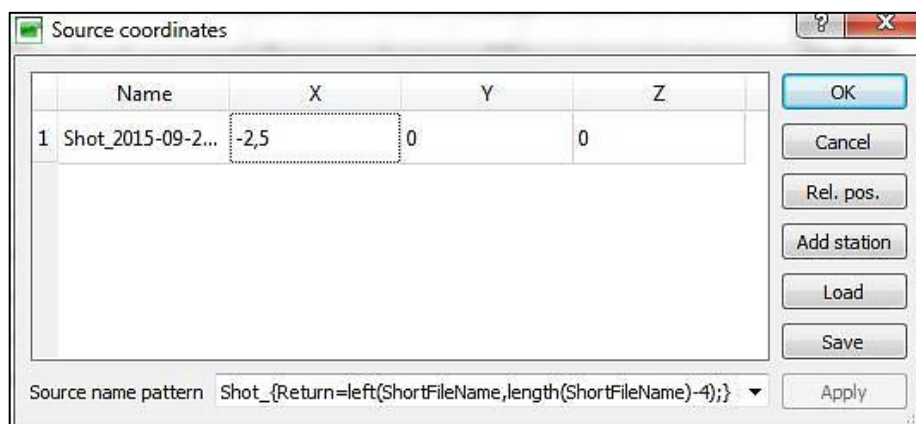 Source coordinates ? X
Name X Y Z
1 Shot_2015-09-2... -2,5 0 0
OK
Cancel
Rel. pos.
Add station
Load
Save
Source name pattern Shot_{Return=left(ShortFileName,length(ShortFileName)-4);} Apply